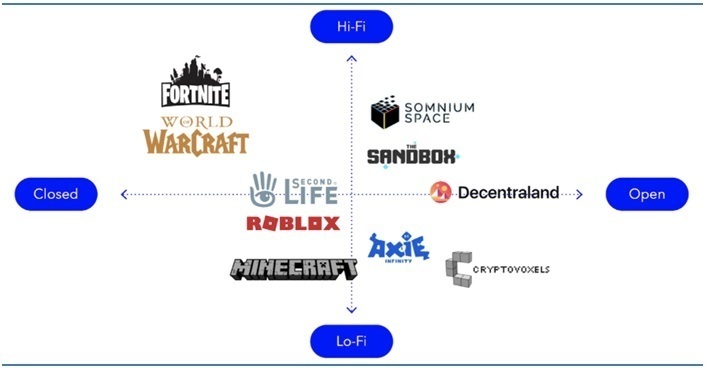 Hi-Fi
FORTNITE
WORLD OF
WARCRAFT
SOMNIUM
SPACE
THE
SANDBOX
Closed
SECOND
LIFE
Decentraland
Open
ROBLOX
AXIE
INFINITY
MINECRAFT
CRYPTOVOXELS
Lo-Fi